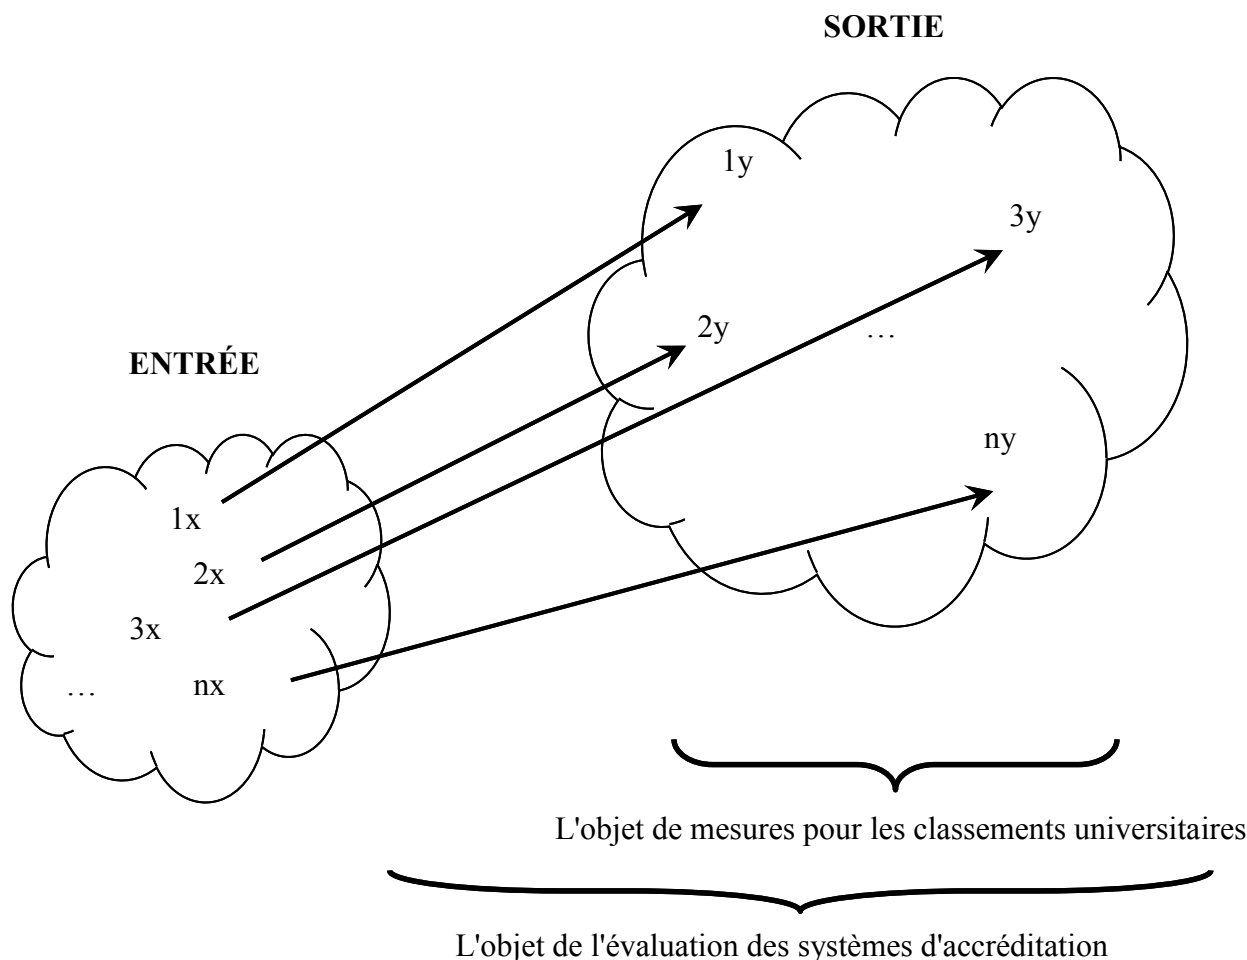 SORTIE
1y
3y
2y
…
ENTRÉE
ny
1x
2x
3x
… nx
L'objet de mesures pour les classements universitaires
L'objet de l'évaluation des systèmes d'accréditation